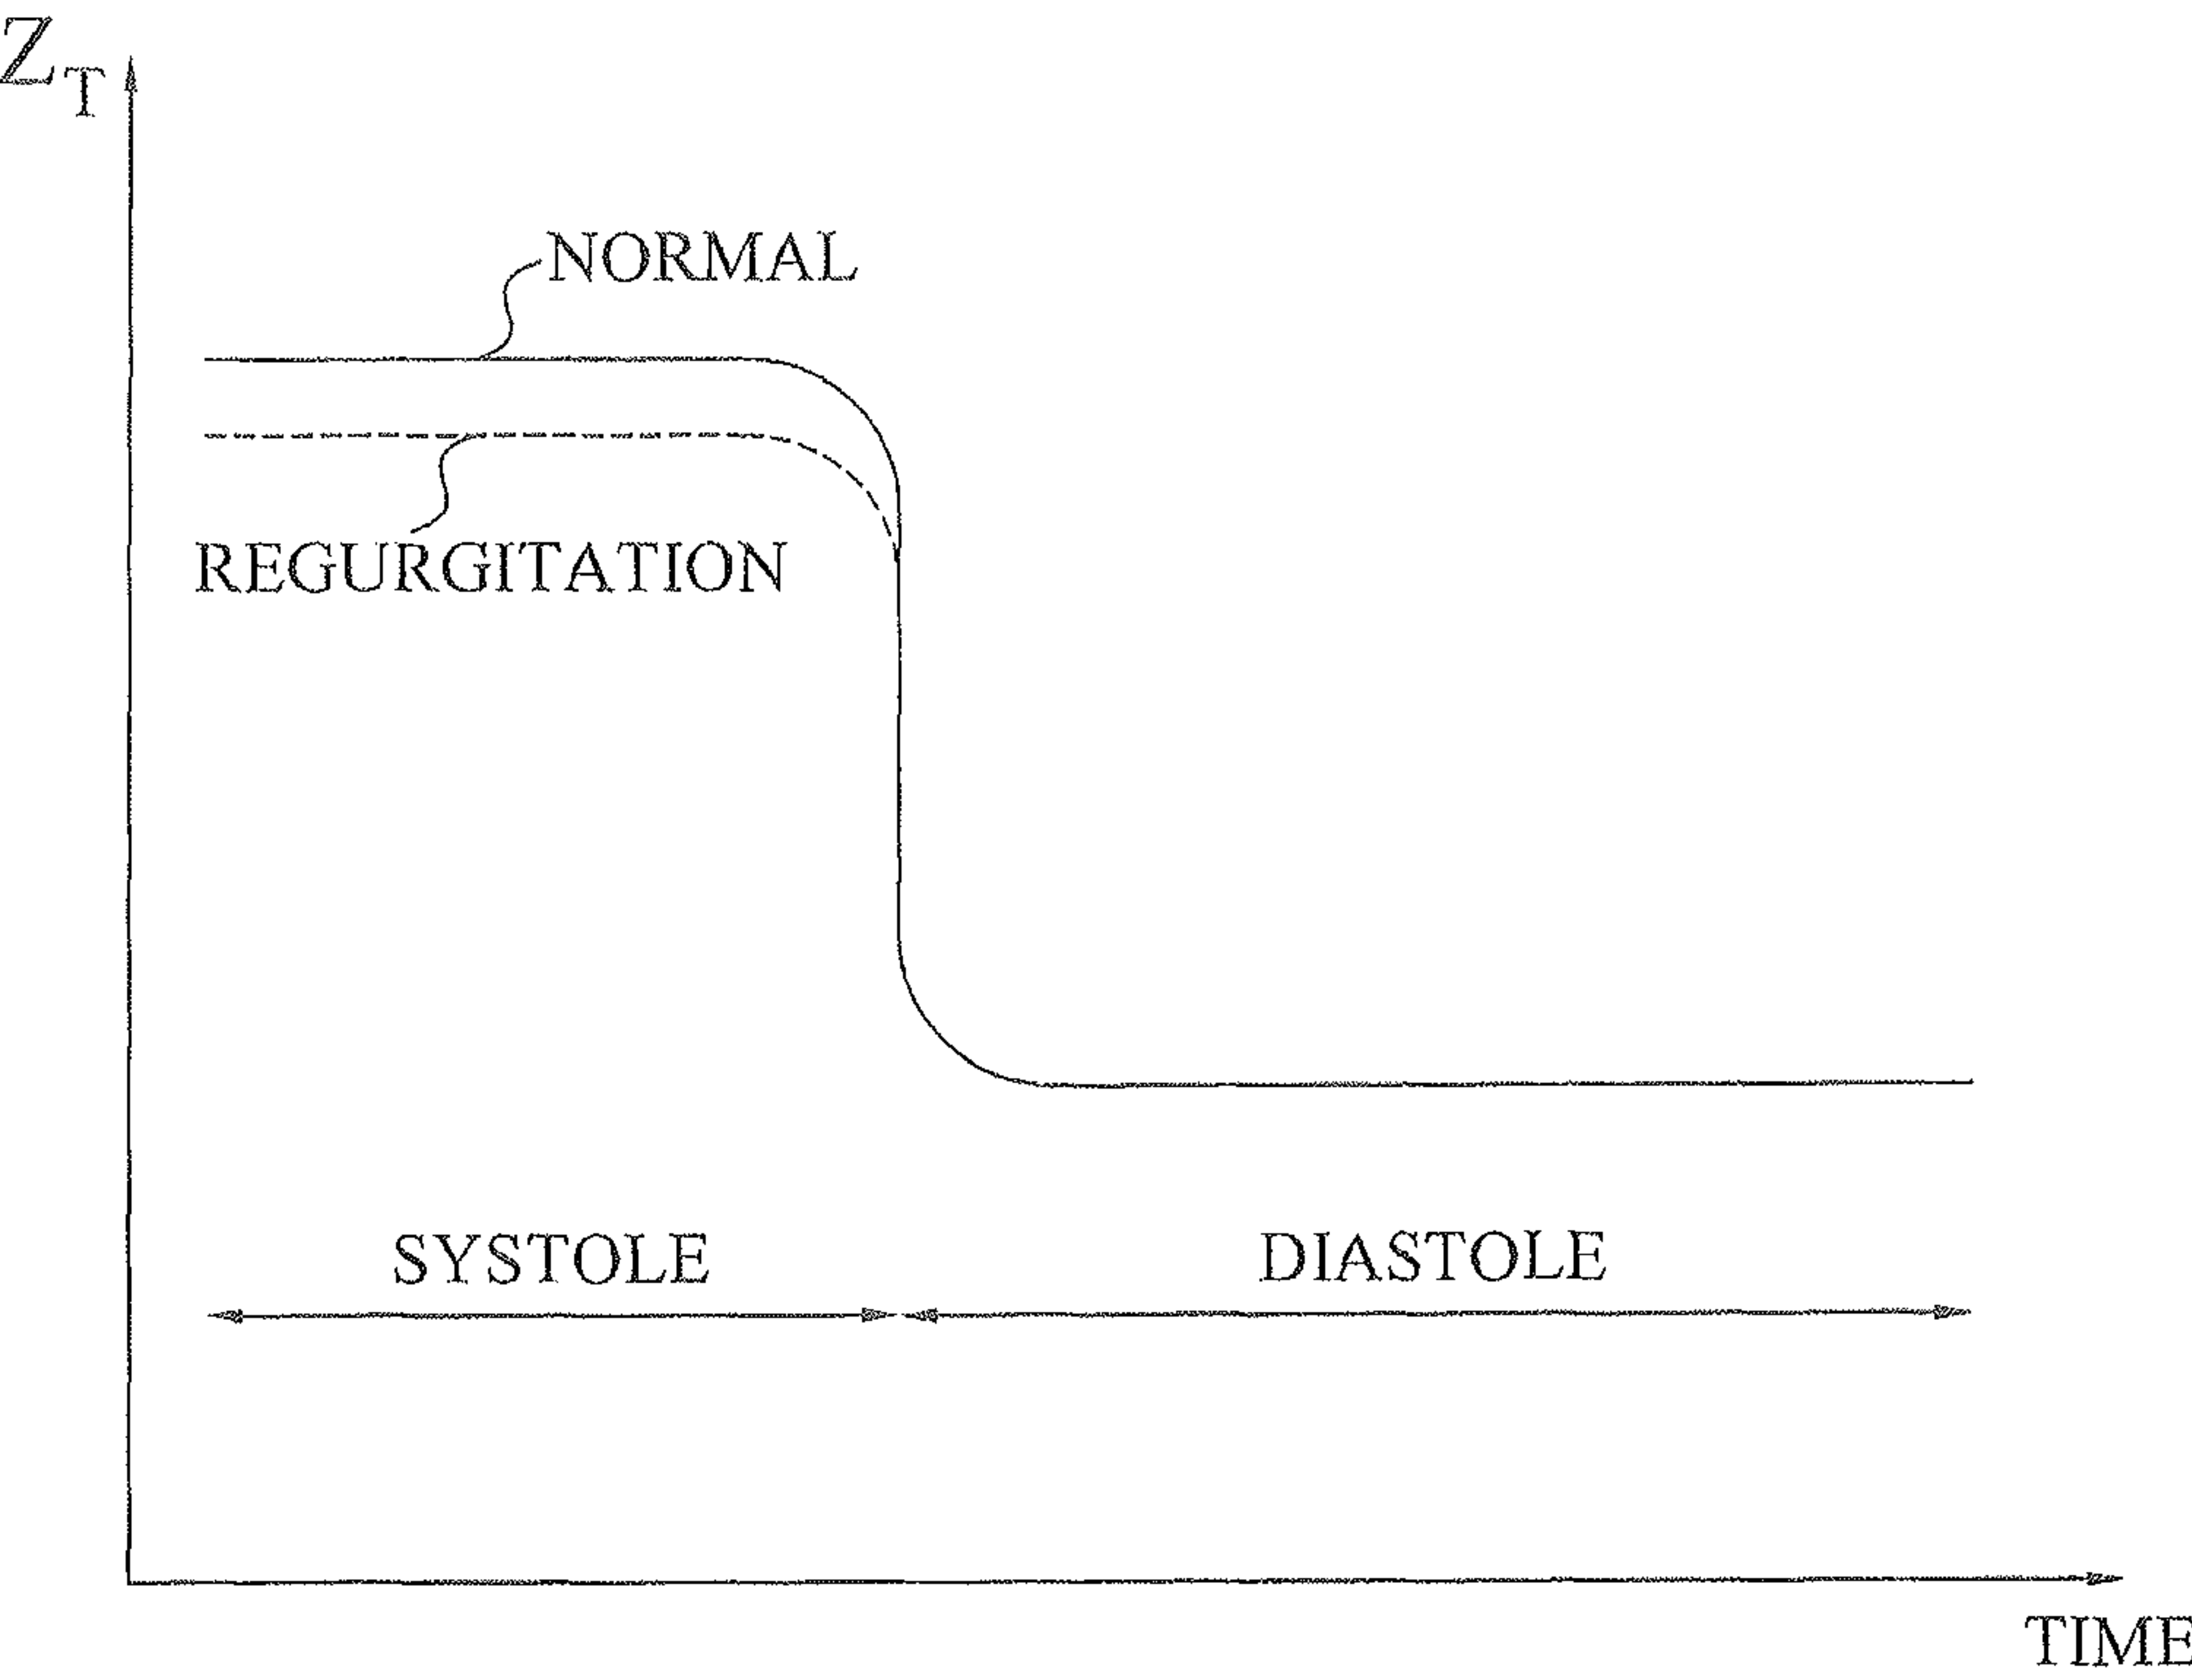 Z_T
NORMAL
REGURGITATION
SYSTOLE
DIASTOLE
TIME